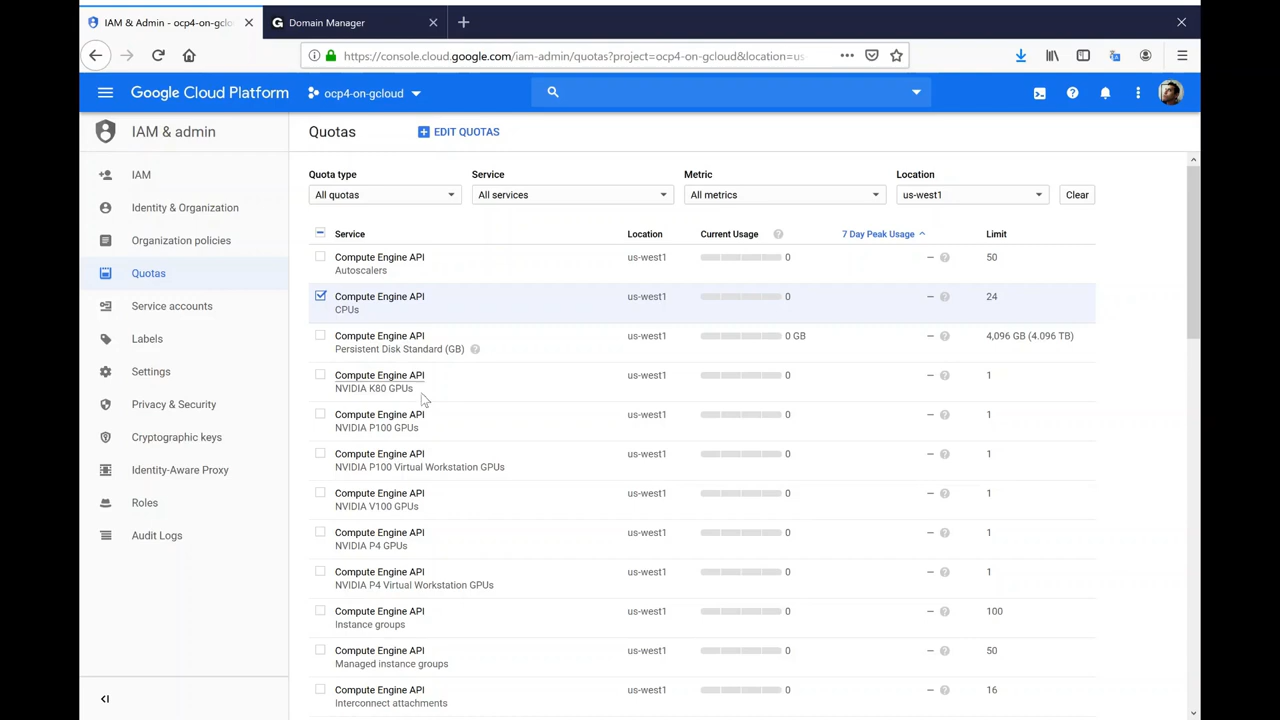 IAM & Admin - ocp4-on-gclo
Domain Manager
https://console.cloud.google.com/iam-admin/quotas?project=ocp4-on-gcloud&location=us-
Google Cloud Platform
ocp4-on-gcloud
IAM & admin
Quotas
EDIT QUOTAS
IAM
Identity & Organization
Organization policies
Quotas
Service accounts
Labels
Settings
Privacy & Security
Cryptographic keys
Identity-Aware Proxy
Roles
Audit Logs
Quota type
Service
Metric
Location
All quotas
All services
All metrics
us-west1
Clear
Service
Location
Current Usage
7 Day Peak Usage
Limit
Compute Engine API
Autoscalers
us-west1
0
–
50
Compute Engine API
CPUs
us-west1
0
–
24
Compute Engine API
Persistent Disk Standard (GB)
us-west1
0 GB
–
4,096 GB (4.096 TB)
Compute Engine API
NVIDIA K80 GPUs
us-west1
0
–
1
Compute Engine API
NVIDIA P100 GPUs
us-west1
0
–
1
Compute Engine API
NVIDIA P100 Virtual Workstation GPUs
us-west1
0
–
1
Compute Engine API
NVIDIA V100 GPUs
us-west1
0
–
1
Compute Engine API
NVIDIA P4 GPUs
us-west1
0
–
1
Compute Engine API
NVIDIA P4 Virtual Workstation GPUs
us-west1
0
–
1
Compute Engine API
Instance groups
us-west1
0
–
100
Compute Engine API
Managed instance groups
us-west1
0
–
50
Compute Engine API
Interconnect attachments
us-west1
0
–
16